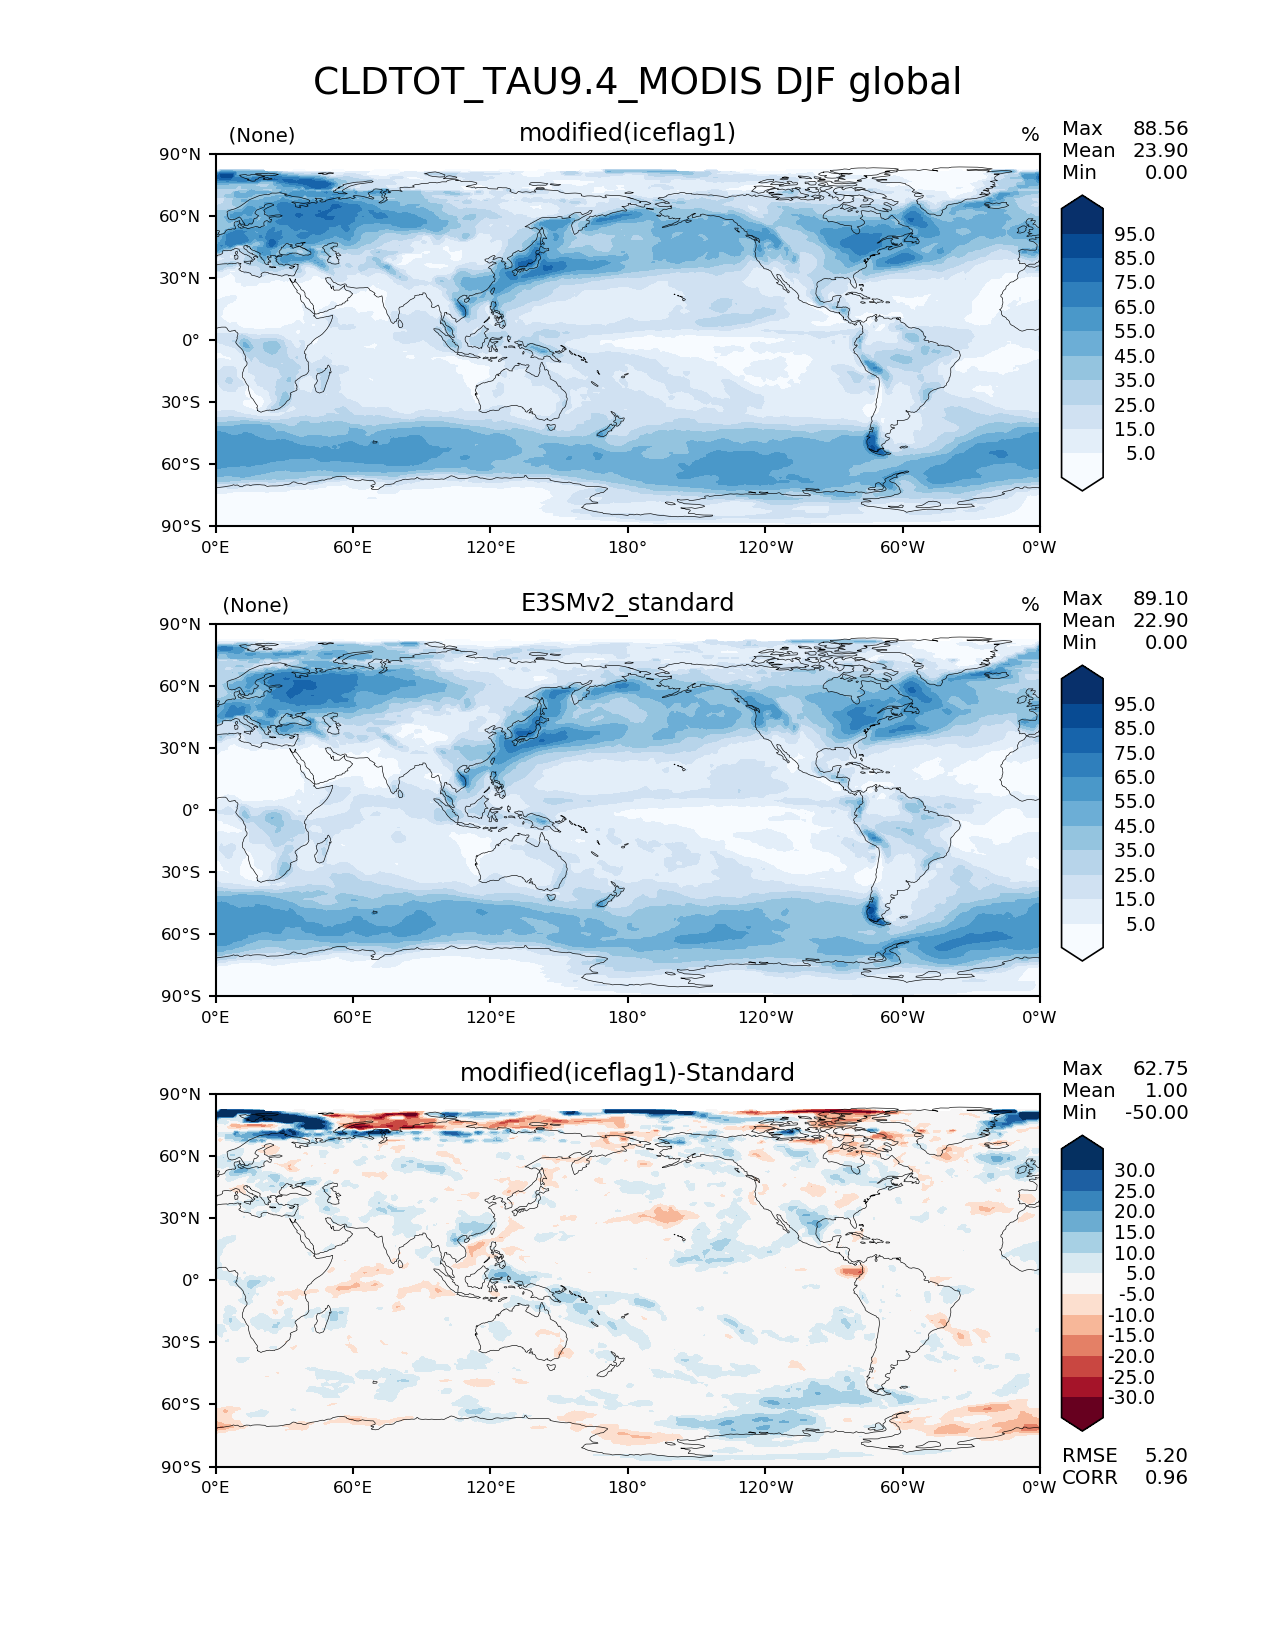 CLDTOT_TAU9.4_MODIS DJF global
(None) modified(iceflag1) %
Max 88.56
Mean 23.90
Min 0.00
90°N
60°N
30°N
0°
30°S
60°S
90°S
0°E 60°E 120°E 180° 120°W 60°W 0°W
95.0
85.0
75.0
65.0
55.0
45.0
35.0
25.0
15.0
5.0
(None) E3SMv2_standard %
Max 89.10
Mean 22.90
Min 0.00
90°N
60°N
30°N
0°
30°S
60°S
90°S
0°E 60°E 120°E 180° 120°W 60°W 0°W
95.0
85.0
75.0
65.0
55.0
45.0
35.0
25.0
15.0
5.0
modified(iceflag1)-Standard
Max 62.75
Mean 1.00
Min -50.00
90°N
60°N
30°N
0°
30°S
60°S
90°S
0°E 60°E 120°E 180° 120°W 60°W 0°W
30.0
25.0
20.0
15.0
10.0
5.0
-5.0
-10.0
-15.0
-20.0
-25.0
-30.0
RMSE 5.20
CORR 0.96